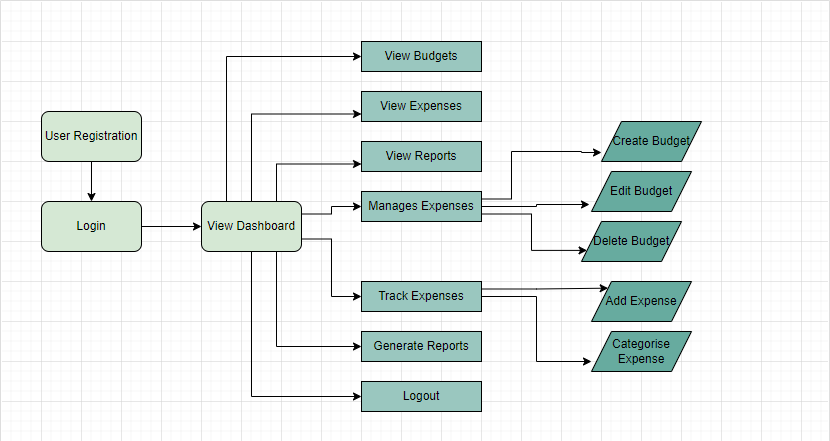 View Budgets
View Expenses
User Registration
Create Budget
View Reports
Edit Budget
Manages Expenses
Login
View Dashboard
Delete Budget
Track Expenses
Add Expense
Generate Reports
Categorise
Expense
Logout